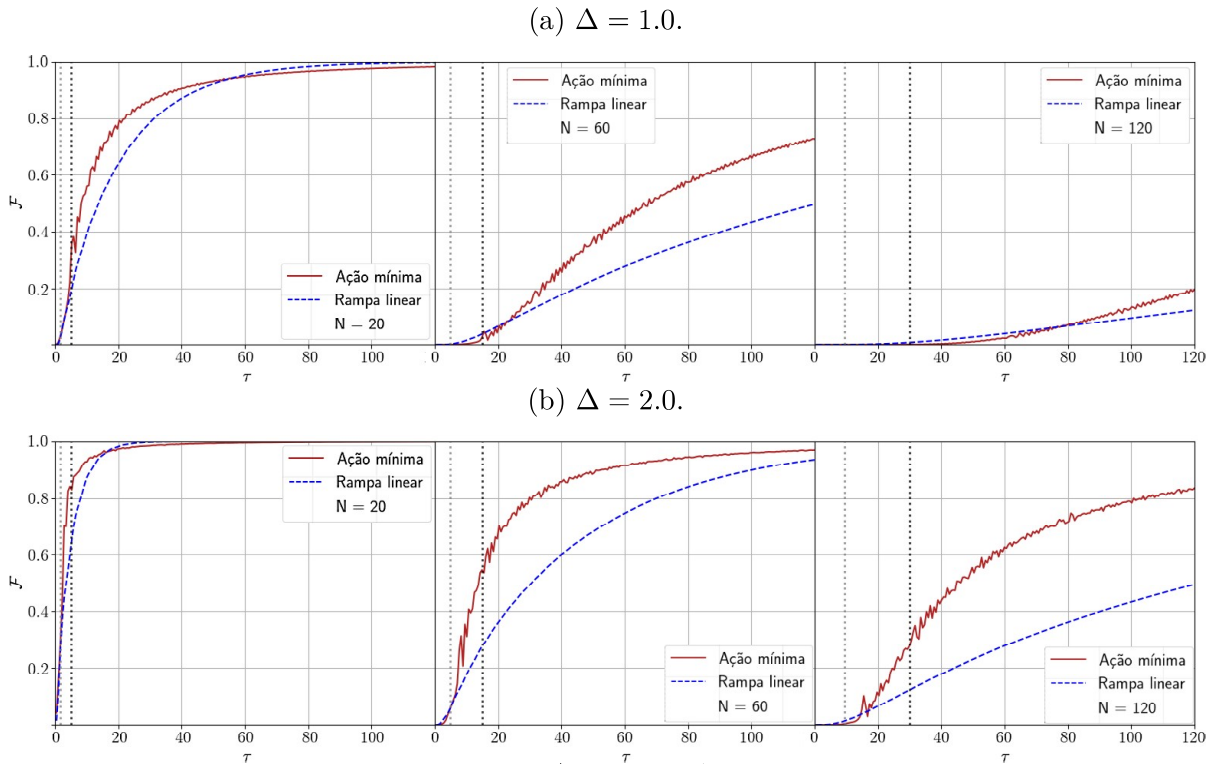 (a) Δ = 1.0.
1.0
0.8
0.6
0.4
0.2
F
Ação mínima
Rampa linear
N = 20
0 20 40 60 80 100
τ
Ação mínima
Rampa linear
N = 60
0 20 40 60 80 100
τ
Ação mínima
Rampa linear
N = 120
0 20 40 60 80 100 120
τ
(b) Δ = 2.0.
1.0
0.8
0.6
0.4
0.2
F
Ação mínima
Rampa linear
N = 20
0 20 40 60 80 100
τ
Ação mínima
Rampa linear
N = 60
0 20 40 60 80 100
τ
Ação mínima
Rampa linear
N = 120
0 20 40 60 80 100 120
τ